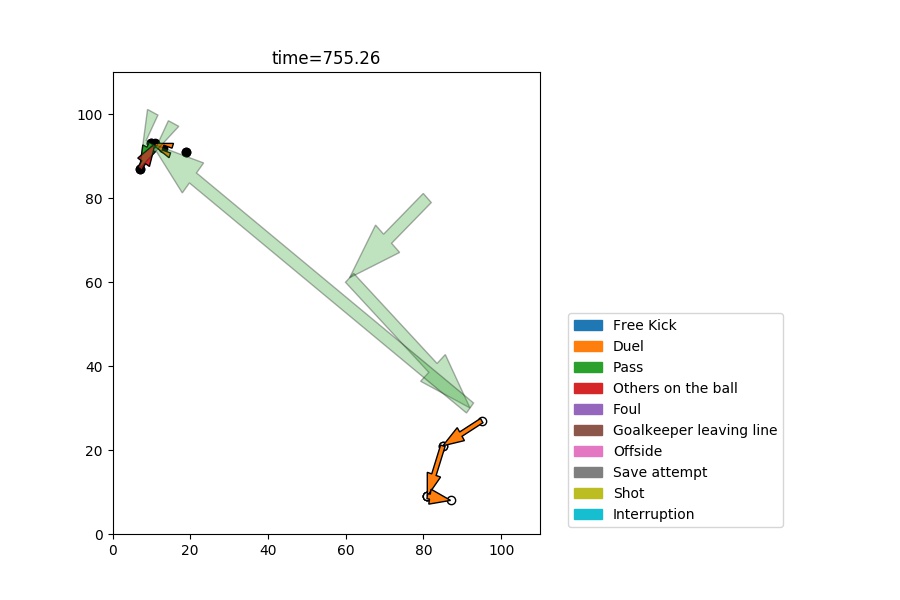 time=755.26
100
80
60
40
20
0
0 20 40 60 80 100
Free Kick
Duel
Pass
Others on the ball
Foul
Goalkeeper leaving line
Offside
Save attempt
Shot
Interruption